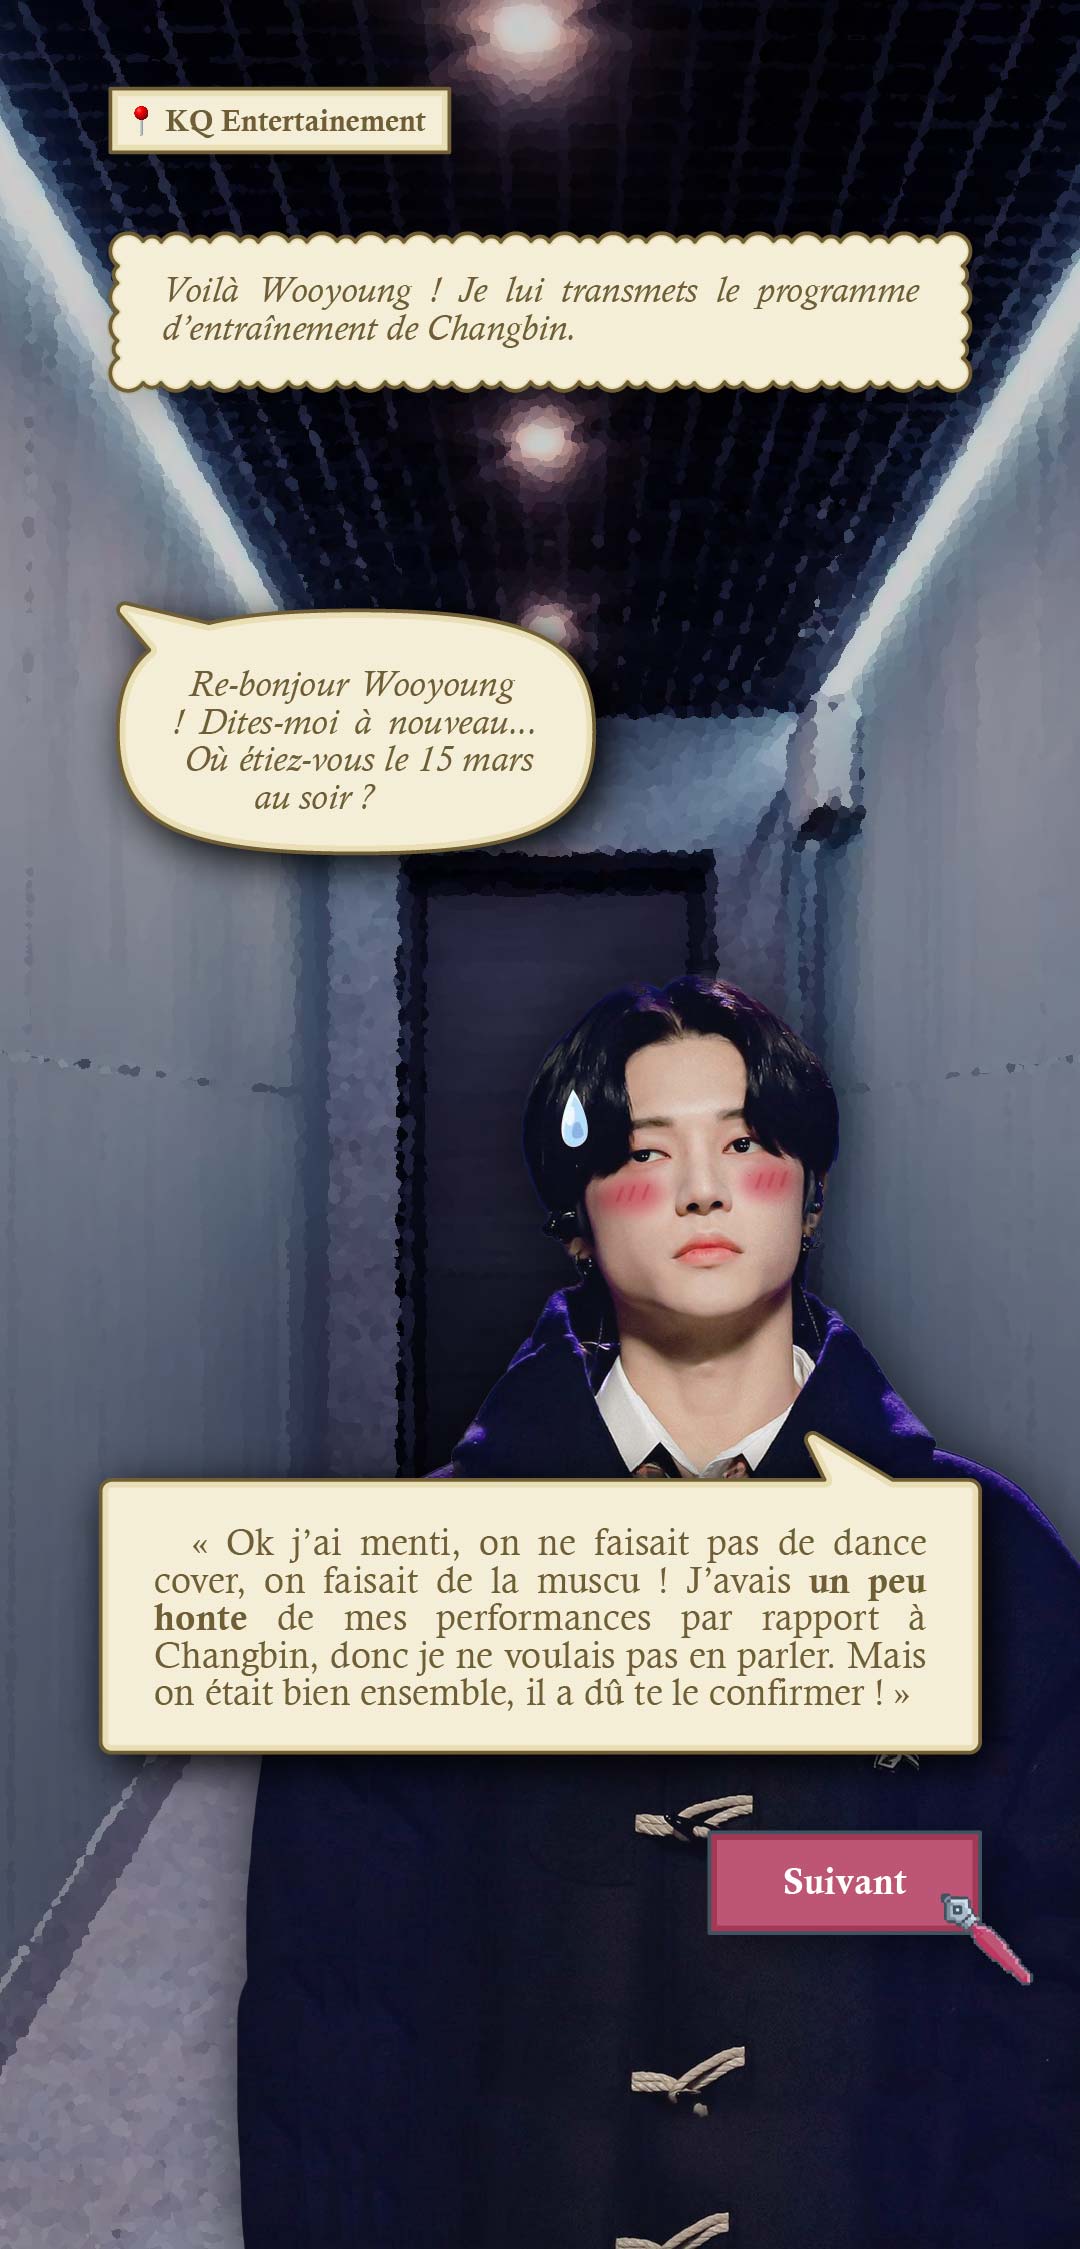 KQ Entertainement
Voilà Wooyoung ! Je lui transmets le programme
d'entraînement de Changbin.
Re-bonjour Wooyoung
! Dites-moi à nouveau...
Où étiez-vous le 15 mars
au soir ?
« Ok j'ai menti, on ne faisait pas de dance
cover, on faisait de la muscu ! J'avais un peu
honte de mes performances par rapport à
Changbin, donc je ne voulais pas en parler. Mais
on était bien ensemble, il a dû te le confirmer ! »
Suivant